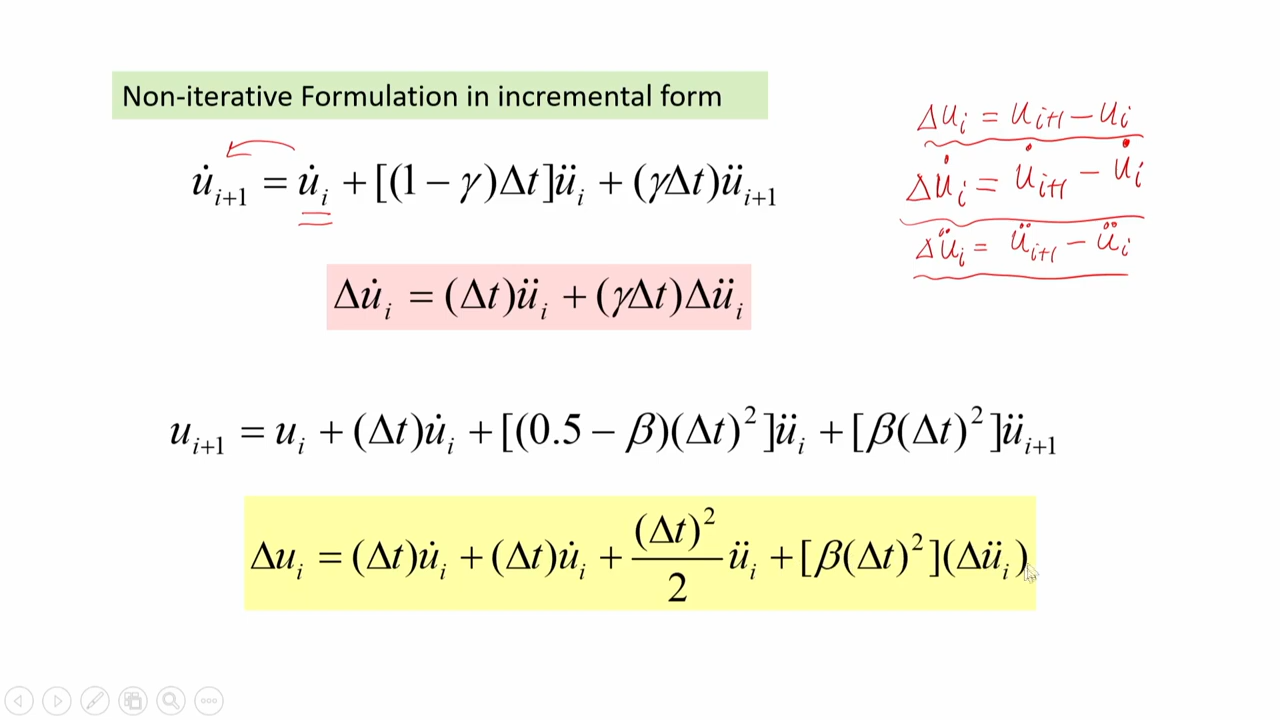 Non-iterative Formulation in incremental form
Δuᵢ = uᵢ₊₁ − uᵢ
u̇ᵢ₊₁ = u̇ᵢ + [(1 − γ)Δt]üᵢ + (γΔt)üᵢ₊₁
Δu̇ᵢ = u̇ᵢ₊₁ − u̇ᵢ
Δüᵢ = üᵢ₊₁ − üᵢ
Δu̇ᵢ = (Δt)üᵢ + (γΔt)Δüᵢ
uᵢ₊₁ = uᵢ + (Δt)u̇ᵢ + [(0.5 − β)(Δt)²]üᵢ + [β(Δt)²]üᵢ₊₁
Δuᵢ = (Δt)u̇ᵢ + (Δt)u̇ᵢ + (Δt)²/2 üᵢ + [β(Δt)²](Δüᵢ)